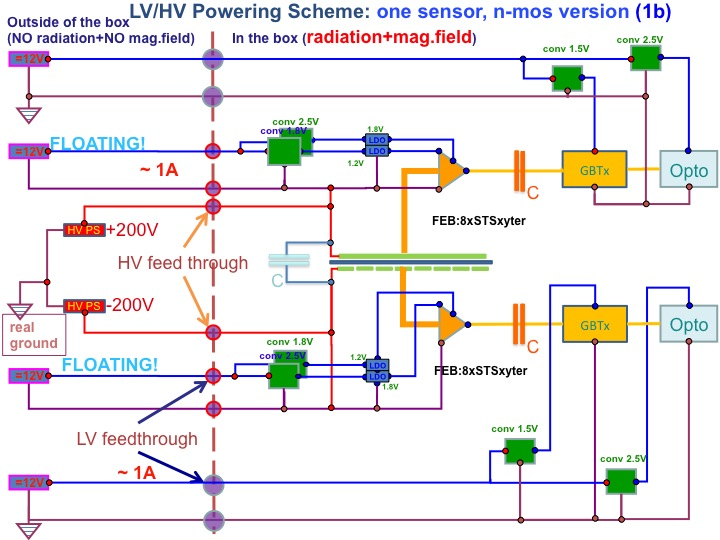 LV/HV Powering Scheme: one sensor, n-mos version (1b)
Outside of the box
(NO radiation+NO mag.field)
In the box (radiation+mag.field)
conv 2.5V
conv 1.5V
=12V
FLOATING!
=12V
~ 1A
conv 2.5V
conv 1.8V
1.8V
LDO
LDO
1.2V
C
GBTx
Opto
FEB:8xSTSxyter
HV PS
+200V
HV feed through
C
HV PS
-200V
real
ground
FLOATING!
=12V
conv 1.8V
conv 2.5V
1.2V
LDO
LDO
1.8V
C
GBTx
Opto
FEB:8xSTSxyter
LV feedthrough
~ 1A
=12V
conv 1.5V
conv 2.5V